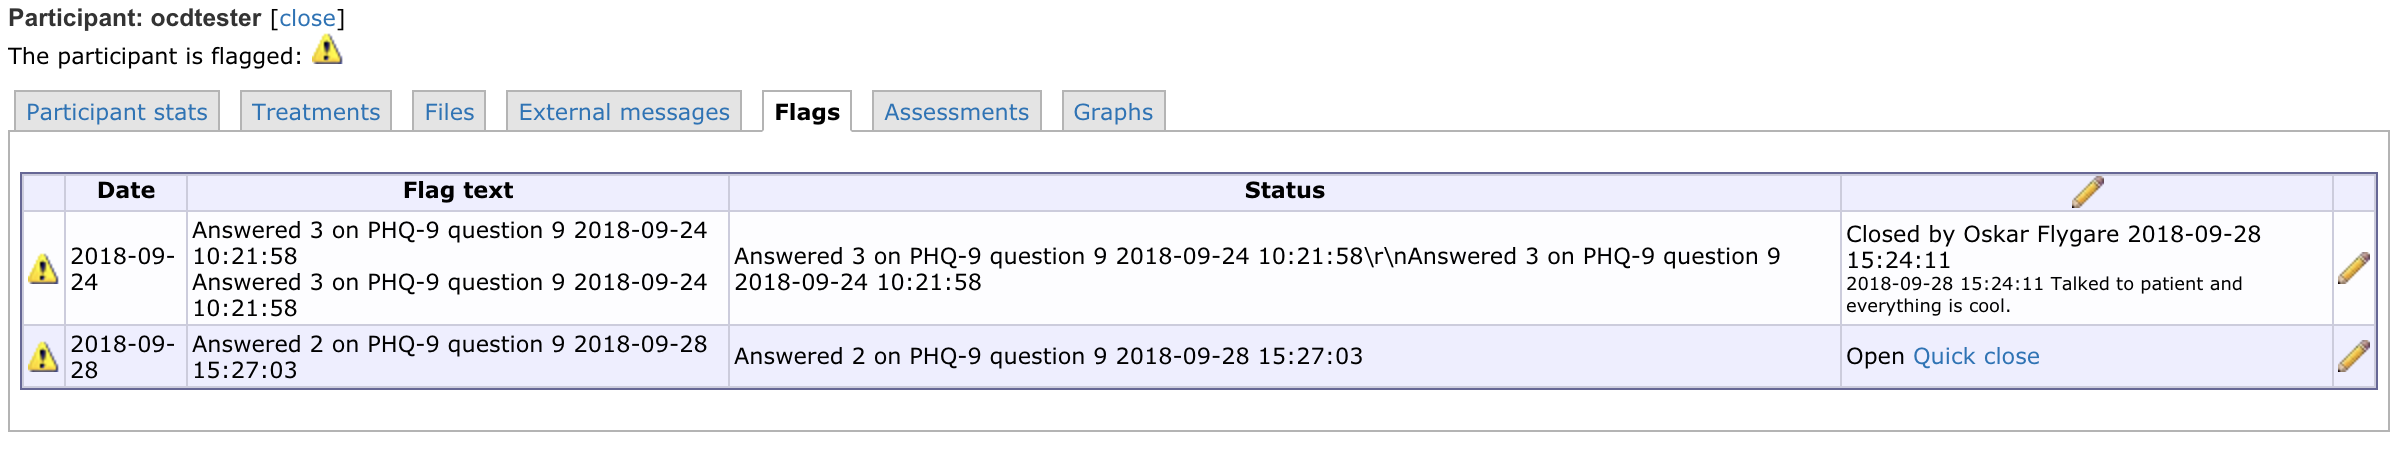 Participant: ocdtester [close]
The participant is flagged:
Participant stats
Treatments
Files
External messages
Flags
Assessments
Graphs
Date
Flag text
Status
2018-09-
24
Answered 3 on PHQ-9 question 9 2018-09-24
10:21:58
Answered 3 on PHQ-9 question 9 2018-09-24
10:21:58
Answered 3 on PHQ-9 question 9 2018-09-24 10:21:58\r\nAnswered 3 on PHQ-9 question 9
2018-09-24 10:21:58
Closed by Oskar Flygare 2018-09-28
15:24:11
2018-09-28 15:24:11 Talked to patient and
everything is cool.
2018-09-
28
Answered 2 on PHQ-9 question 9 2018-09-28
15:27:03
Answered 2 on PHQ-9 question 9 2018-09-28 15:27:03
Open Quick close